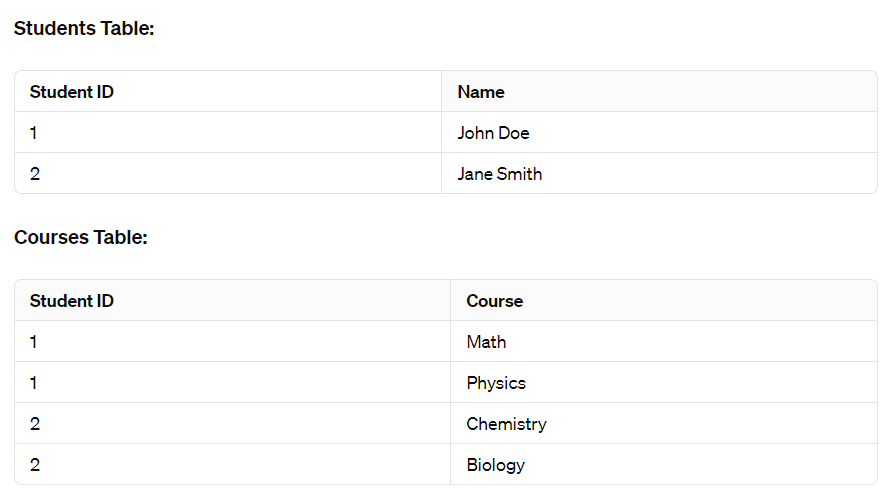 Students Table:
Student ID Name
1 John Doe
2 Jane Smith
Courses Table:
Student ID Course
1 Math
1 Physics
2 Chemistry
2 Biology